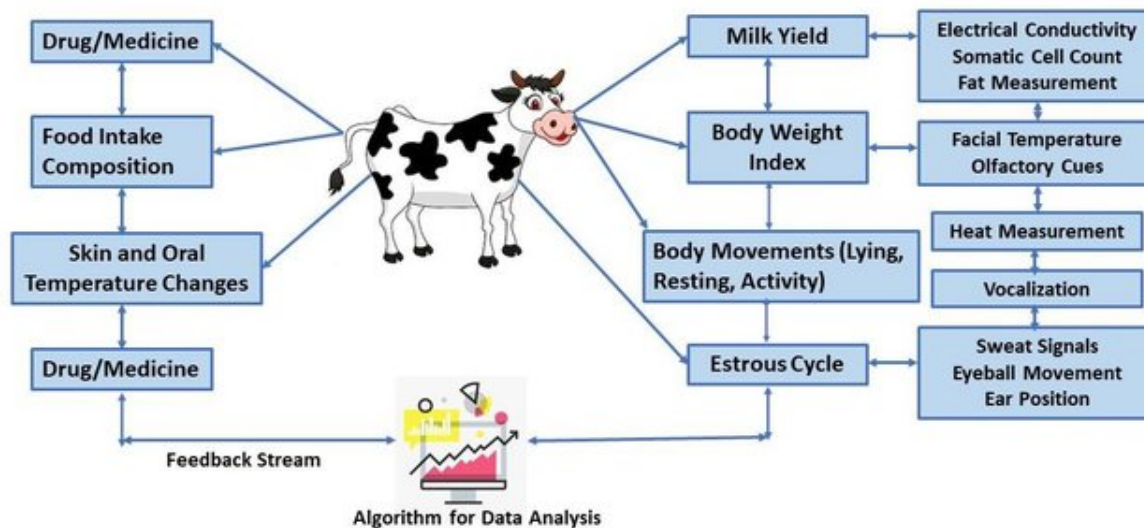 Drug/Medicine
Food Intake
Composition
Skin and Oral
Temperature Changes
Drug/Medicine
Feedback Stream
Algorithm for Data Analysis
Milk Yield
Body Weight
Index
Body Movements (Lying,
Resting, Activity)
Estrous Cycle
Electrical Conductivity
Somatic Cell Count
Fat Measurement
Facial Temperature
Olfactory Cues
Heat Measurement
Vocalization
Sweat Signals
Eyeball Movement
Ear Position